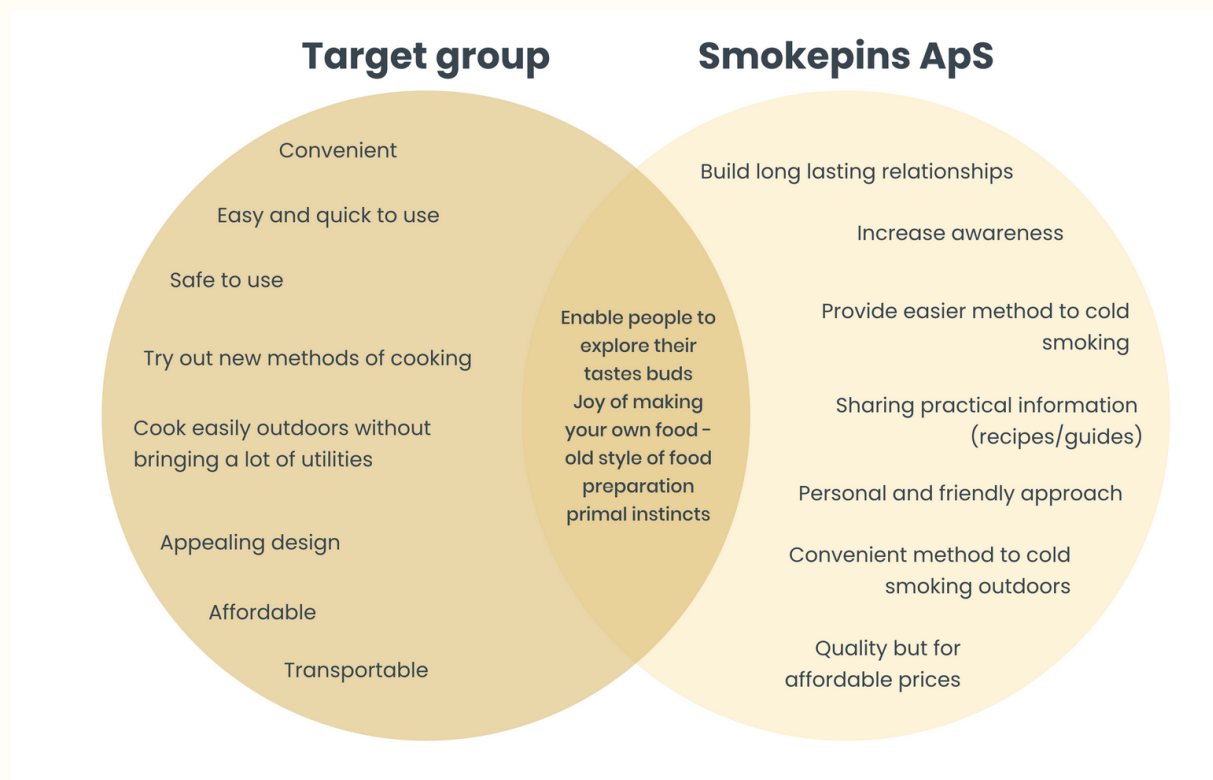 Target group
Smokepins ApS
Convenient
Easy and quick to use
Safe to use
Try out new methods of cooking
Cook easily outdoors without
bringing a lot of utilities
Appealing design
Affordable
Transportable
Enable people to
explore their
tastes buds
Joy of making
your own food -
old style of food
preparation
primal instincts
Build long lasting relationships
Increase awareness
Provide easier method to cold
smoking
Sharing practical information
(recipes/guides)
Personal and friendly approach
Convenient method to cold
smoking outdoors
Quality but for
affordable prices